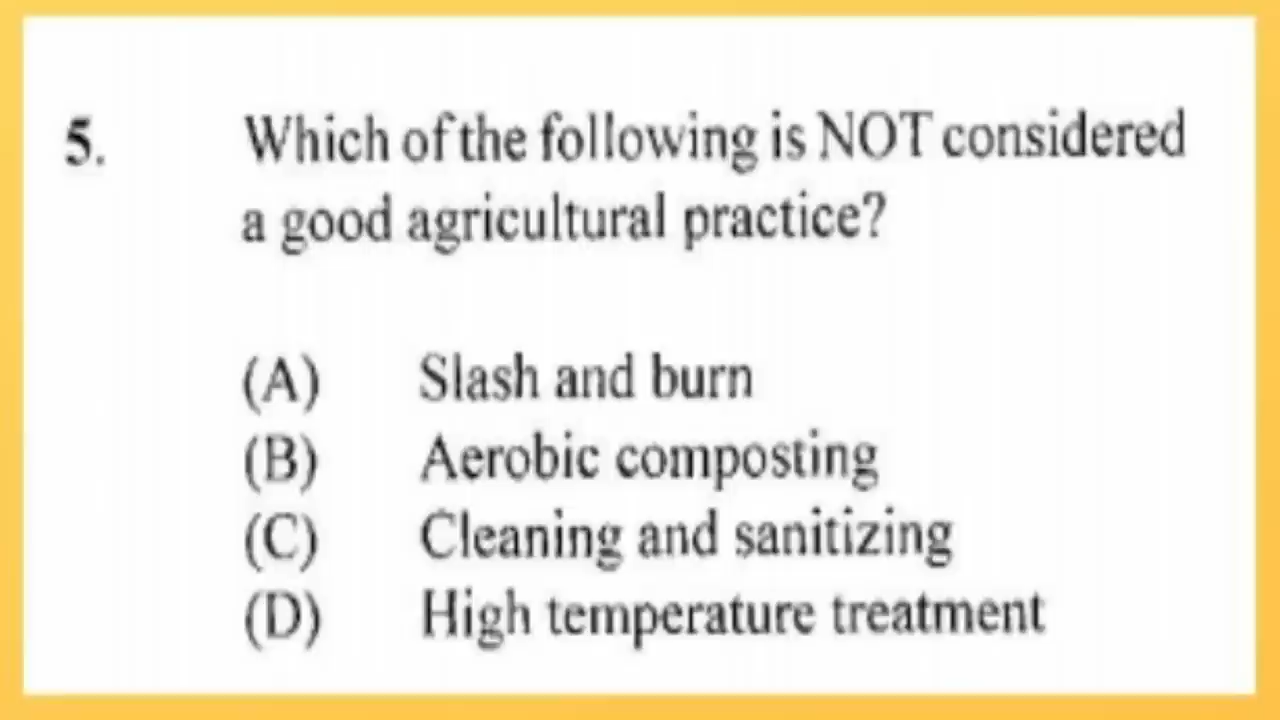 5. Which of the following is NOT considered
a good agricultural practice?
(A) Slash and burn
(B) Aerobic composting
(C) Cleaning and sanitizing
(D) High temperature treatment